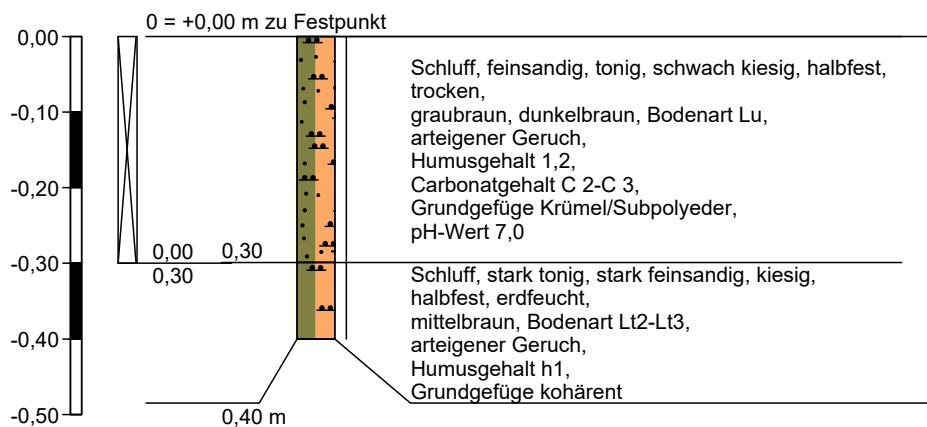 0 = +0,00 m zu Festpunkt
0,00
Schluff, feinsandig, tonig, schwach kiesig, halbfest,
trocken,
graubraun, dunkelbraun, Bodenart Lu,
arteigener Geruch,
Humusgehalt 1,2,
Carbonatgehalt C 2-C 3,
Grundgefüge Krümel/Subpolyeder,
pH-Wert 7,0
-0,10
-0,20
0,00 0,30
-0,30
0,30
Schluff, stark tonig, stark feinsandig, kiesig,
halbfest, erdfeucht,
mittelbraun, Bodenart Lt2-Lt3,
arteigener Geruch,
Humusgehalt h1,
Grundgefüge kohärent
-0,40
-0,50
0,40 m